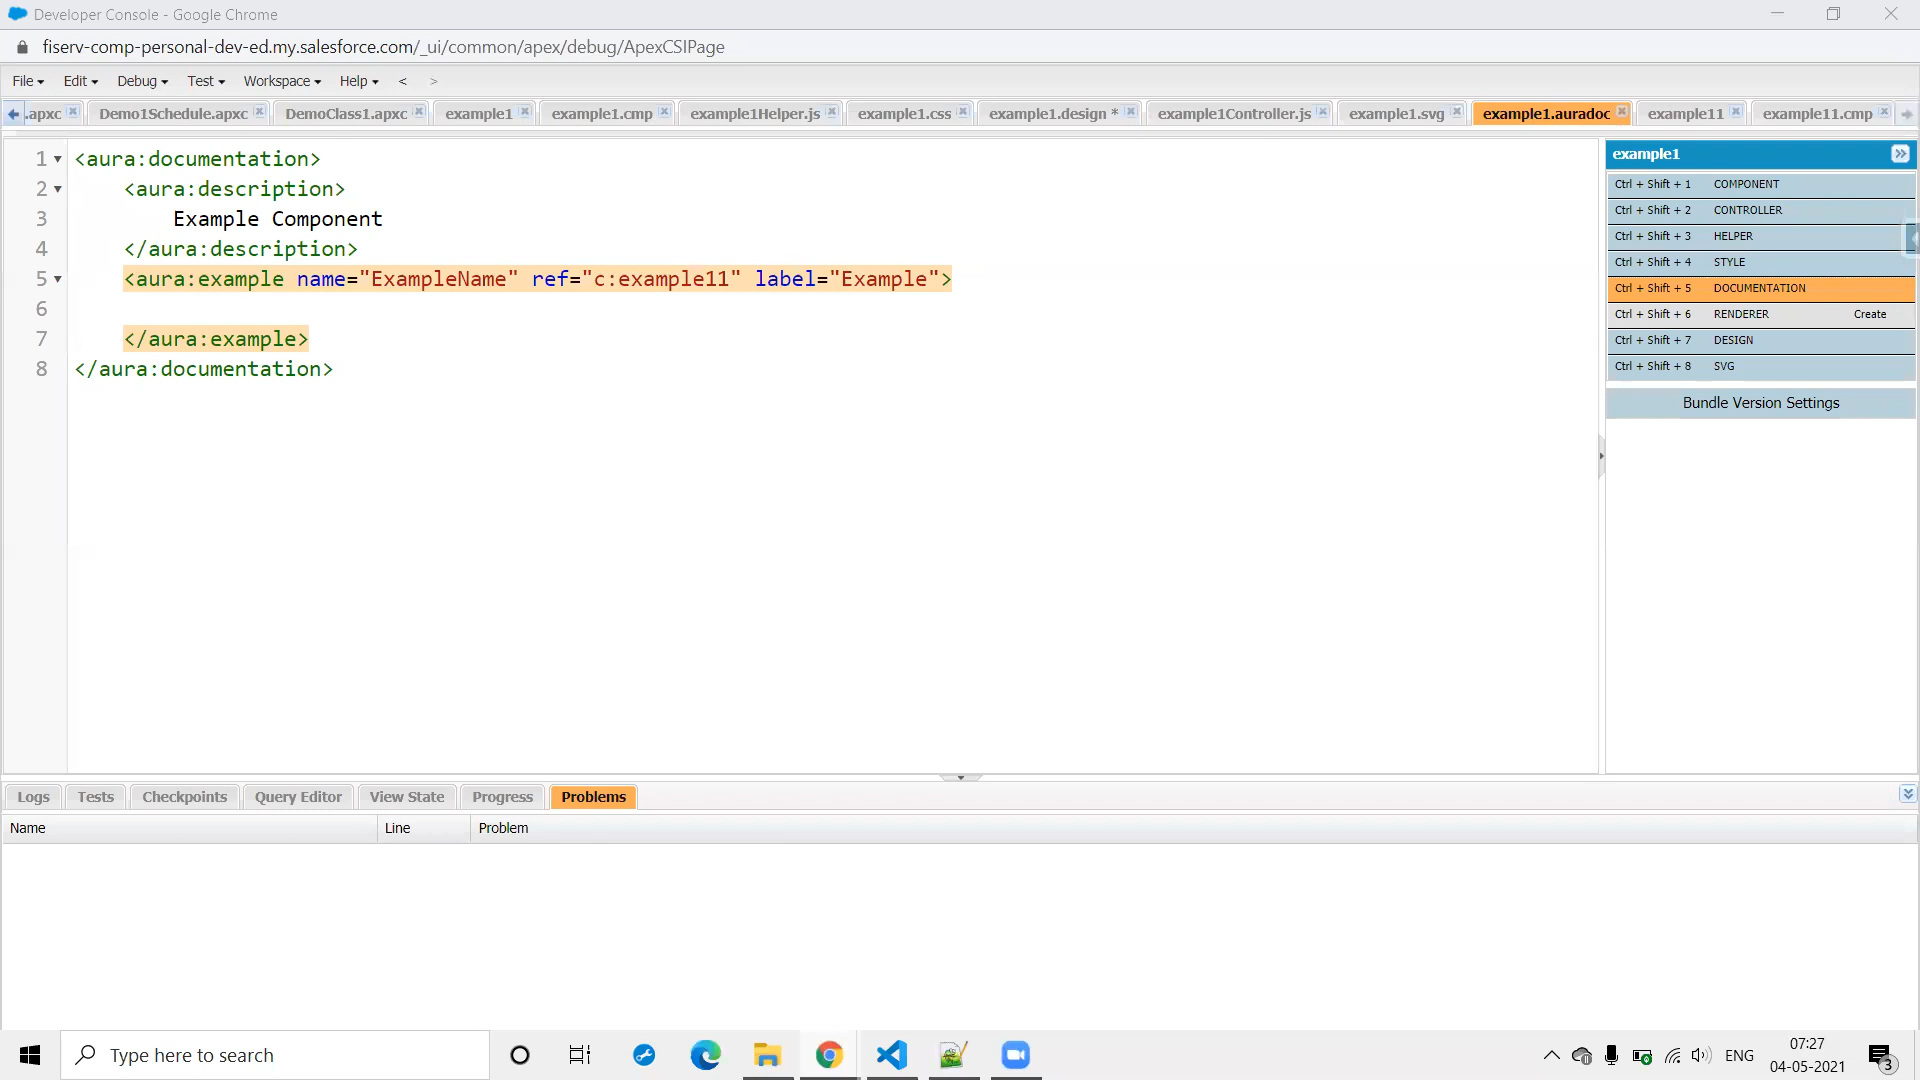 Developer Console - Google Chrome
fiserv-comp-personal-dev-ed.my.salesforce.com/_ui/common/apex/debug/ApexCSIPage
File Edit Debug Test Workspace Help < >
.apxc Demo1Schedule.apxc DemoClass1.apxc example1 example1.cmp example1Helper.js example1.css example1.design * example1Controller.js example1.svg example1.auradoc example11 example11.cmp
1 <aura:documentation>
2 <aura:description>
3 Example Component
4 </aura:description>
5 <aura:example name="ExampleName" ref="c:example11" label="Example">
6
7 </aura:example>
8 </aura:documentation>
example1
Ctrl + Shift + 1 COMPONENT
Ctrl + Shift + 2 CONTROLLER
Ctrl + Shift + 3 HELPER
Ctrl + Shift + 4 STYLE
Ctrl + Shift + 5 DOCUMENTATION
Ctrl + Shift + 6 RENDERER Create
Ctrl + Shift + 7 DESIGN
Ctrl + Shift + 8 SVG
Bundle Version Settings
Logs Tests Checkpoints Query Editor View State Progress Problems
Name Line Problem
Type here to search
ENG
07:27
04-05-2021
3